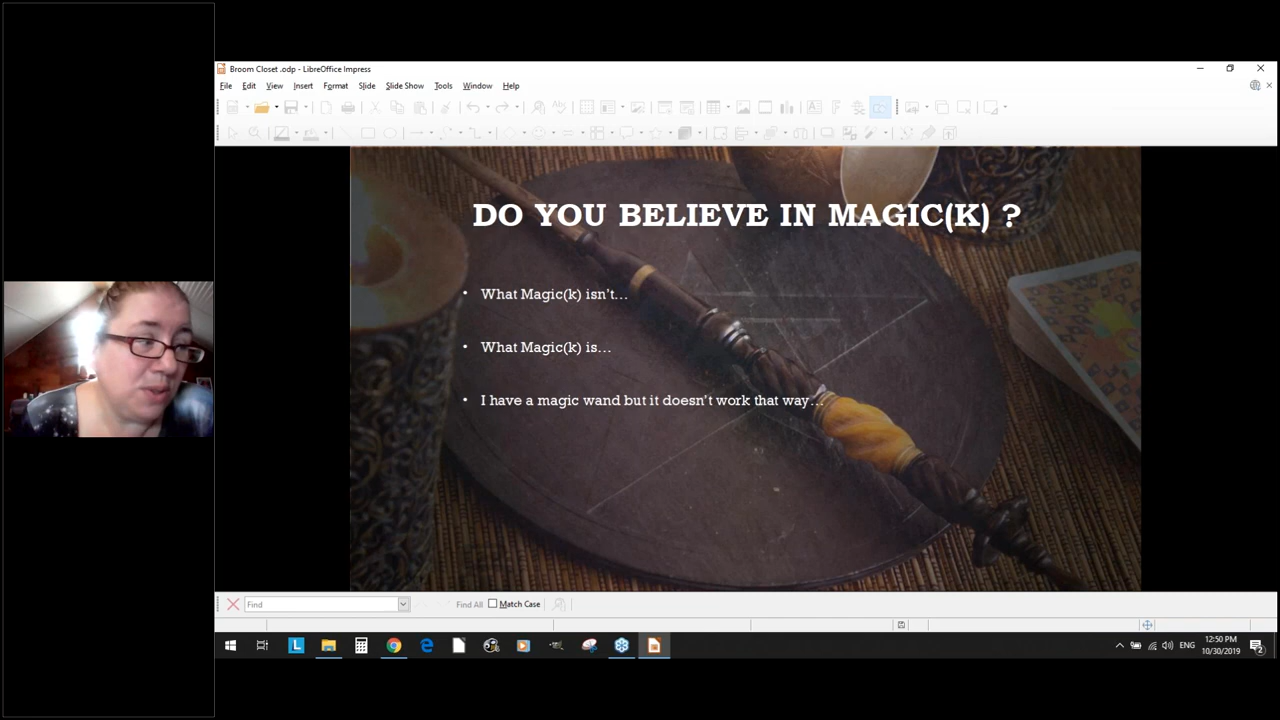 Broom Closet .odp - LibreOffice Impress
File Edit View Insert Format Slide Slide Show Tools Window Help
DO YOU BELIEVE IN MAGIC(K) ?
• What Magic(k) isn't…
• What Magic(k) is…
• I have a magic wand but it doesn't work that way…
Find Find All Match Case
ENG 12:50 PM
10/30/2019